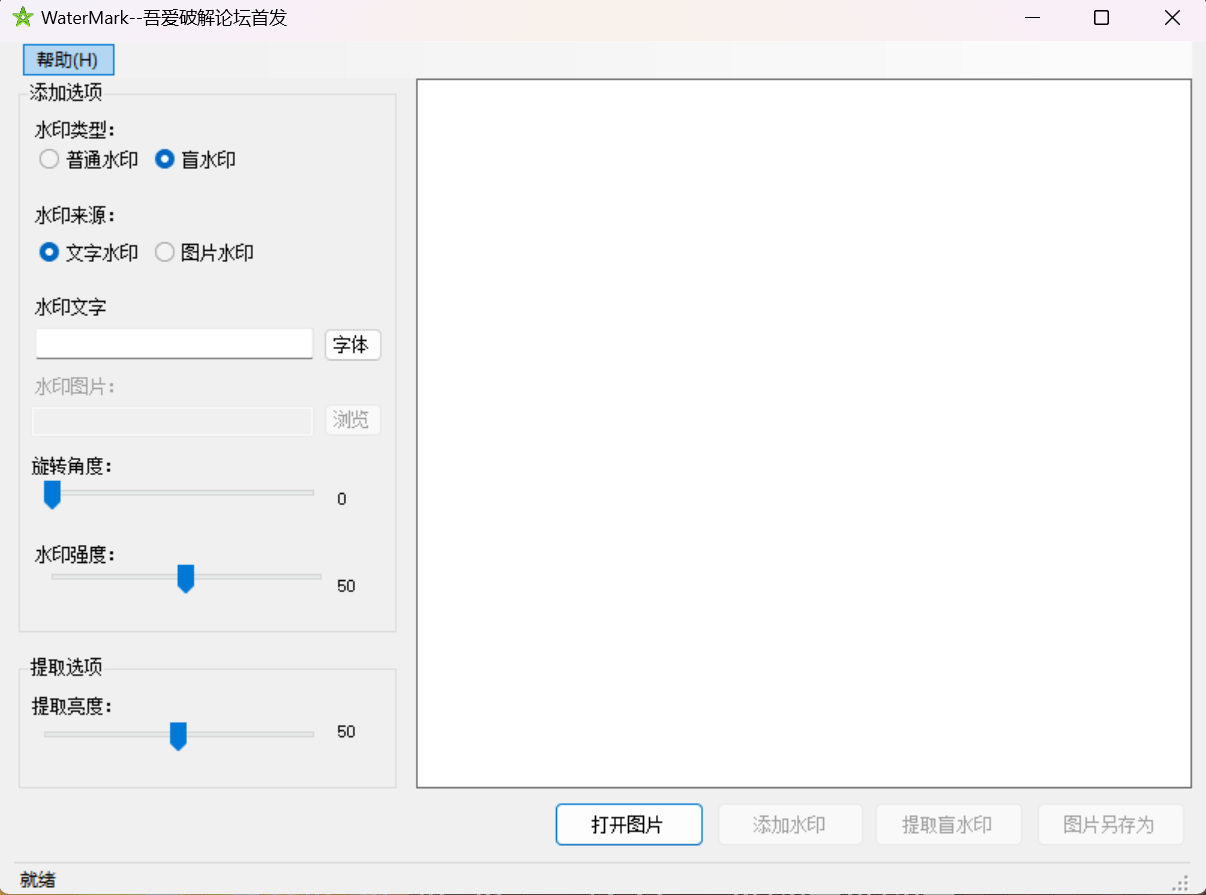 WaterMark--吾爱破解论坛首发
帮助(H)
添加选项
水印类型:
普通水印 盲水印
水印来源:
文字水印 图片水印
水印文字
字体
水印图片:
浏览
旋转角度:
0
水印强度:
50
提取选项
提取亮度:
50
打开图片 添加水印 提取盲水印 图片另存为
就绪